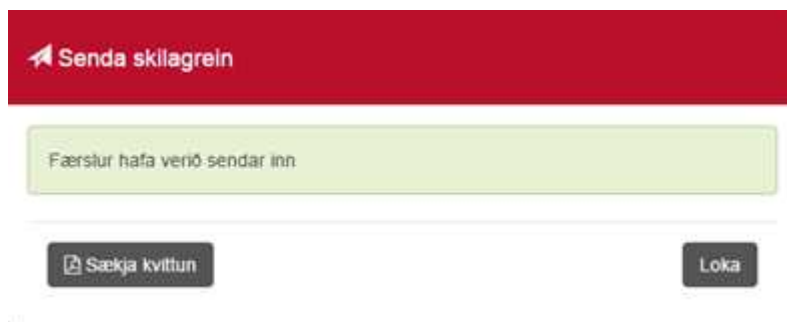 Senda skilagrein
Færslur hafa verið sendar inn
Sækja kvittun
Loka